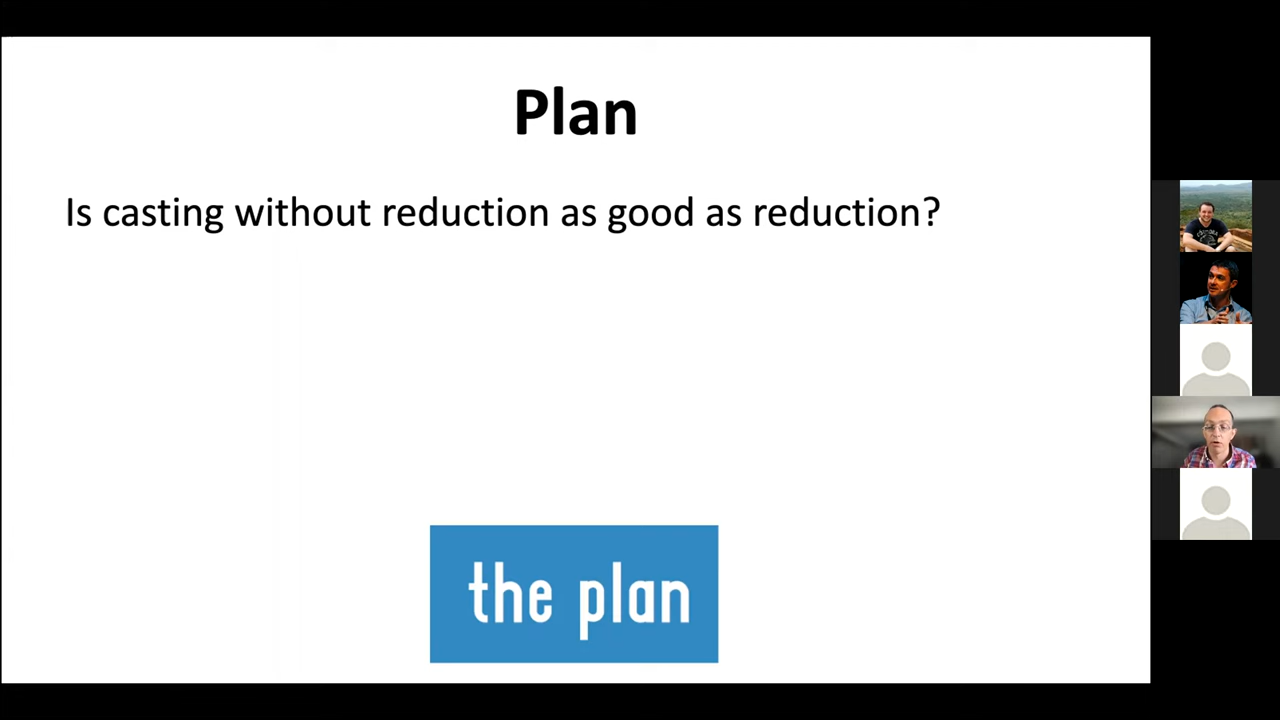 Plan
Is casting without reduction as good as reduction?
the plan